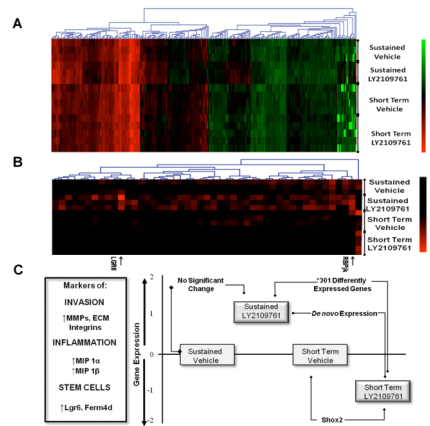 A
Sustained
Vehicle
Sustained
LY2109761
Short Term
Vehicle
Short Term
LY2109761
B
Sustained
Vehicle
Sustained
LY2109761
Short Term
Vehicle
Short Term
LY2109761
LGR6
C
Markers of:
INVASION
↑MMPs, ECM
Integrins
INFLAMMATION
↑MIP 1α
↑MIP 1β
STEM CELLS
↑Lgr6, Ferm4d
Gene Expression
2
1
0
-1
-2
No Significant
Change
*301 Differently
Expressed Genes
Sustained
LY2109761
De novo Expression
Sustained
Vehicle
Short Term
Vehicle
Short Term
LY2109761
Shox2